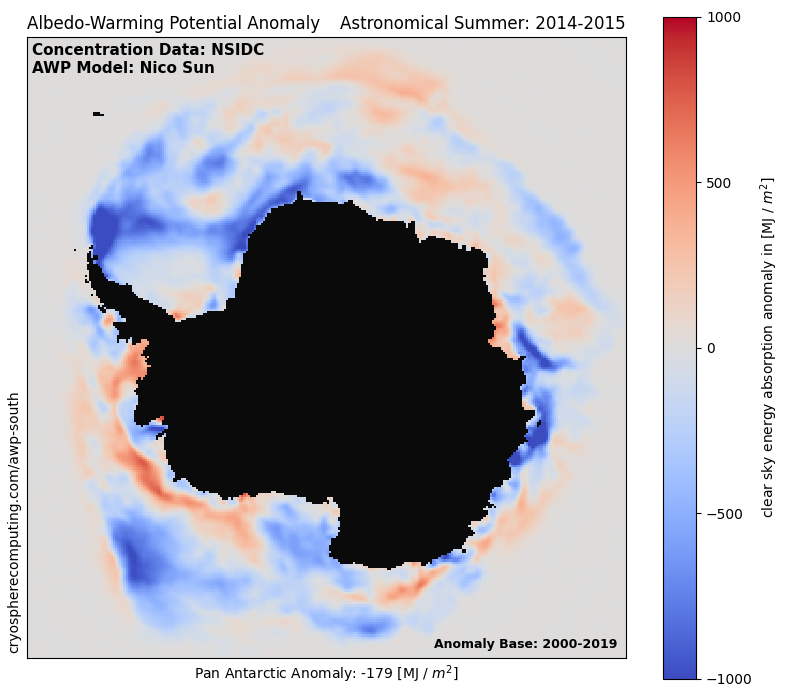 Albedo-Warming Potential Anomaly    Astronomical Summer: 2014-2015
Concentration Data: NSIDC
AWP Model: Nico Sun
cryospherecomputing.com/awp-south
Anomaly Base: 2000-2019
Pan Antarctic Anomaly: -179 [MJ / m²]
1000
500
0
−500
−1000
clear sky energy absorption anomaly in [MJ / m²]